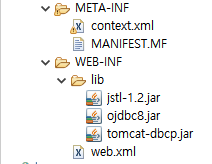 META-INF
context.xml
MANIFEST.MF
WEB-INF
lib
jstl-1.2.jar
ojdbc8.jar
tomcat-dbcp.jar
web.xml